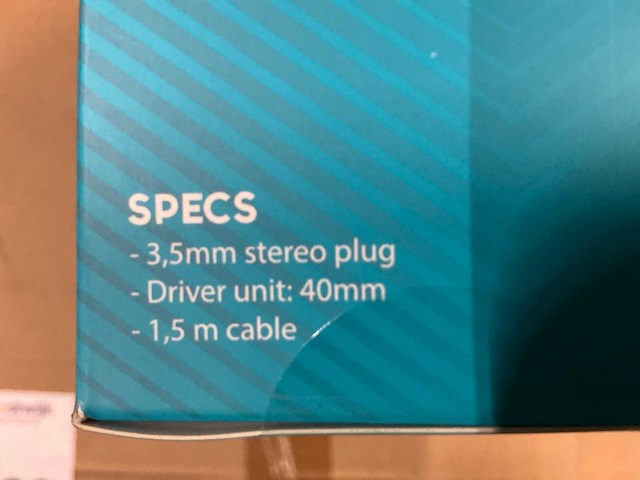 SPECS
- 3,5mm stereo plug
- Driver unit: 40mm
- 1,5 m cable